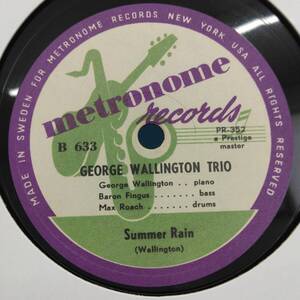 MADE IN SWEDEN FOR METRONOME RECORDS, NEW YORK, USA ALL RIGHTS RESERVED
metronome
records
B 633
PR-357
a Prestige
master
GEORGE WALLINGTON TRIO
George Wallington . . piano
Baron Fingus . . . . bass
Max Roach . . . . drums
Summer Rain
(Wallington)